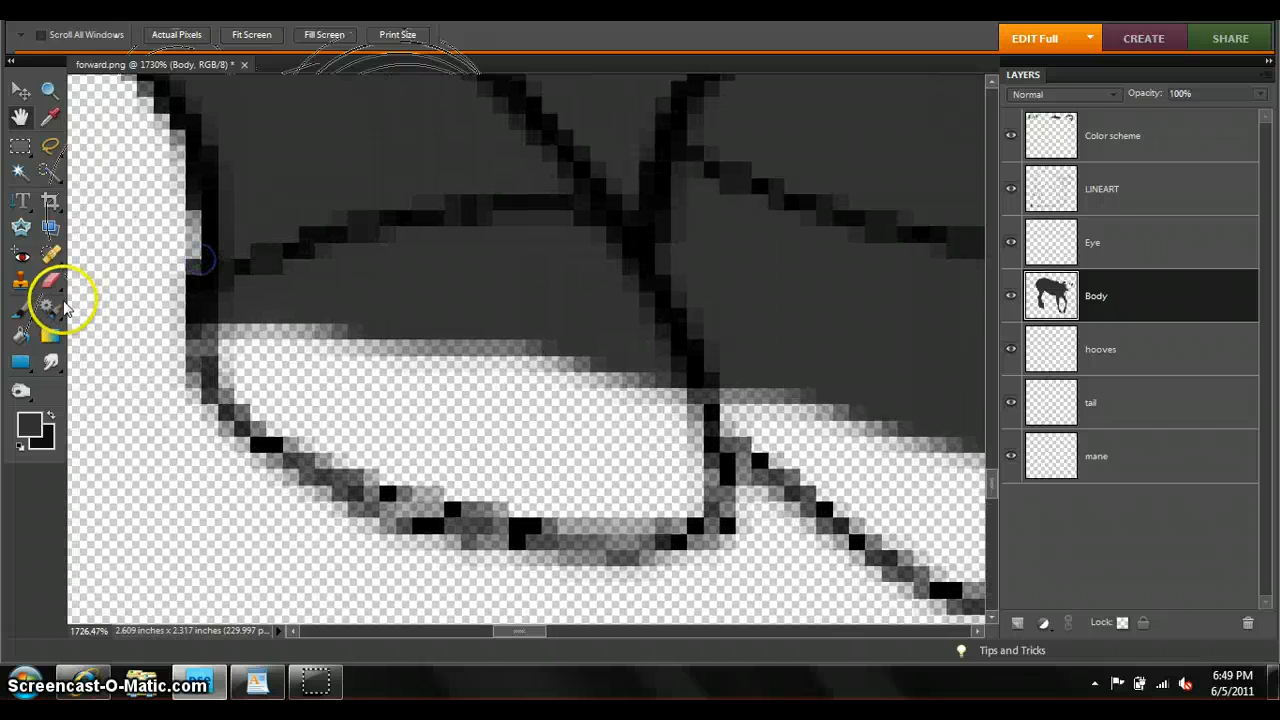 Scroll All Windows
Actual Pixels
Fit Screen
Fill Screen
Print Size
EDIT Full
CREATE
SHARE
forward.png @ 1730% (Body, RGB/8) *
LAYERS
Normal
Opacity: 100%
Color scheme
LINEART
Eye
Body
hooves
tail
mane
1726.47%
2.609 inches x 2.317 inches (229.997 p...
Lock:
Tips and Tricks
Screencast-O-Matic.com
6:49 PM
6/5/2011